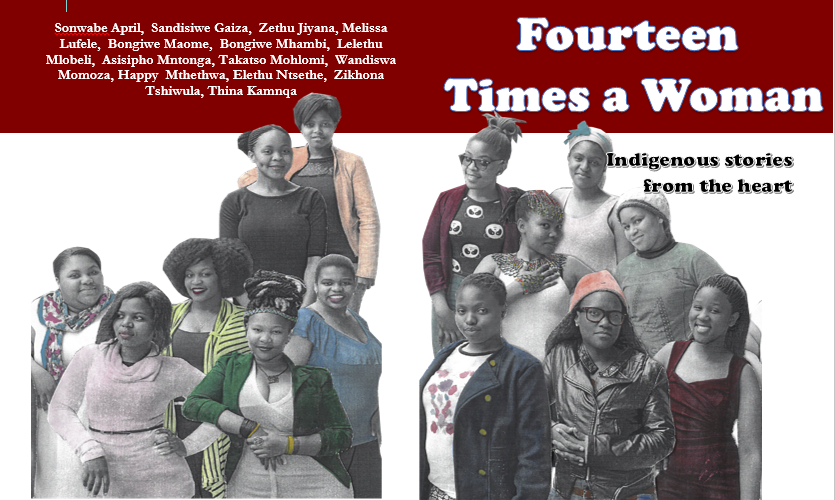 Sonwabe April, Sandisiwe Gaiza, Zethu Jiyana, Melissa
Lufele, Bongiwe Maome, Bongiwe Mhambi, Lelethu
Mlobeli, Asisipho Mntonga, Takatso Mohlomi, Wandiswa
Momoza, Happy Mthethwa, Elethu Ntsethe, Zikhona
Tshiwula, Thina Kamnqa
Fourteen
Times a Woman
Indigenous stories
from the heart